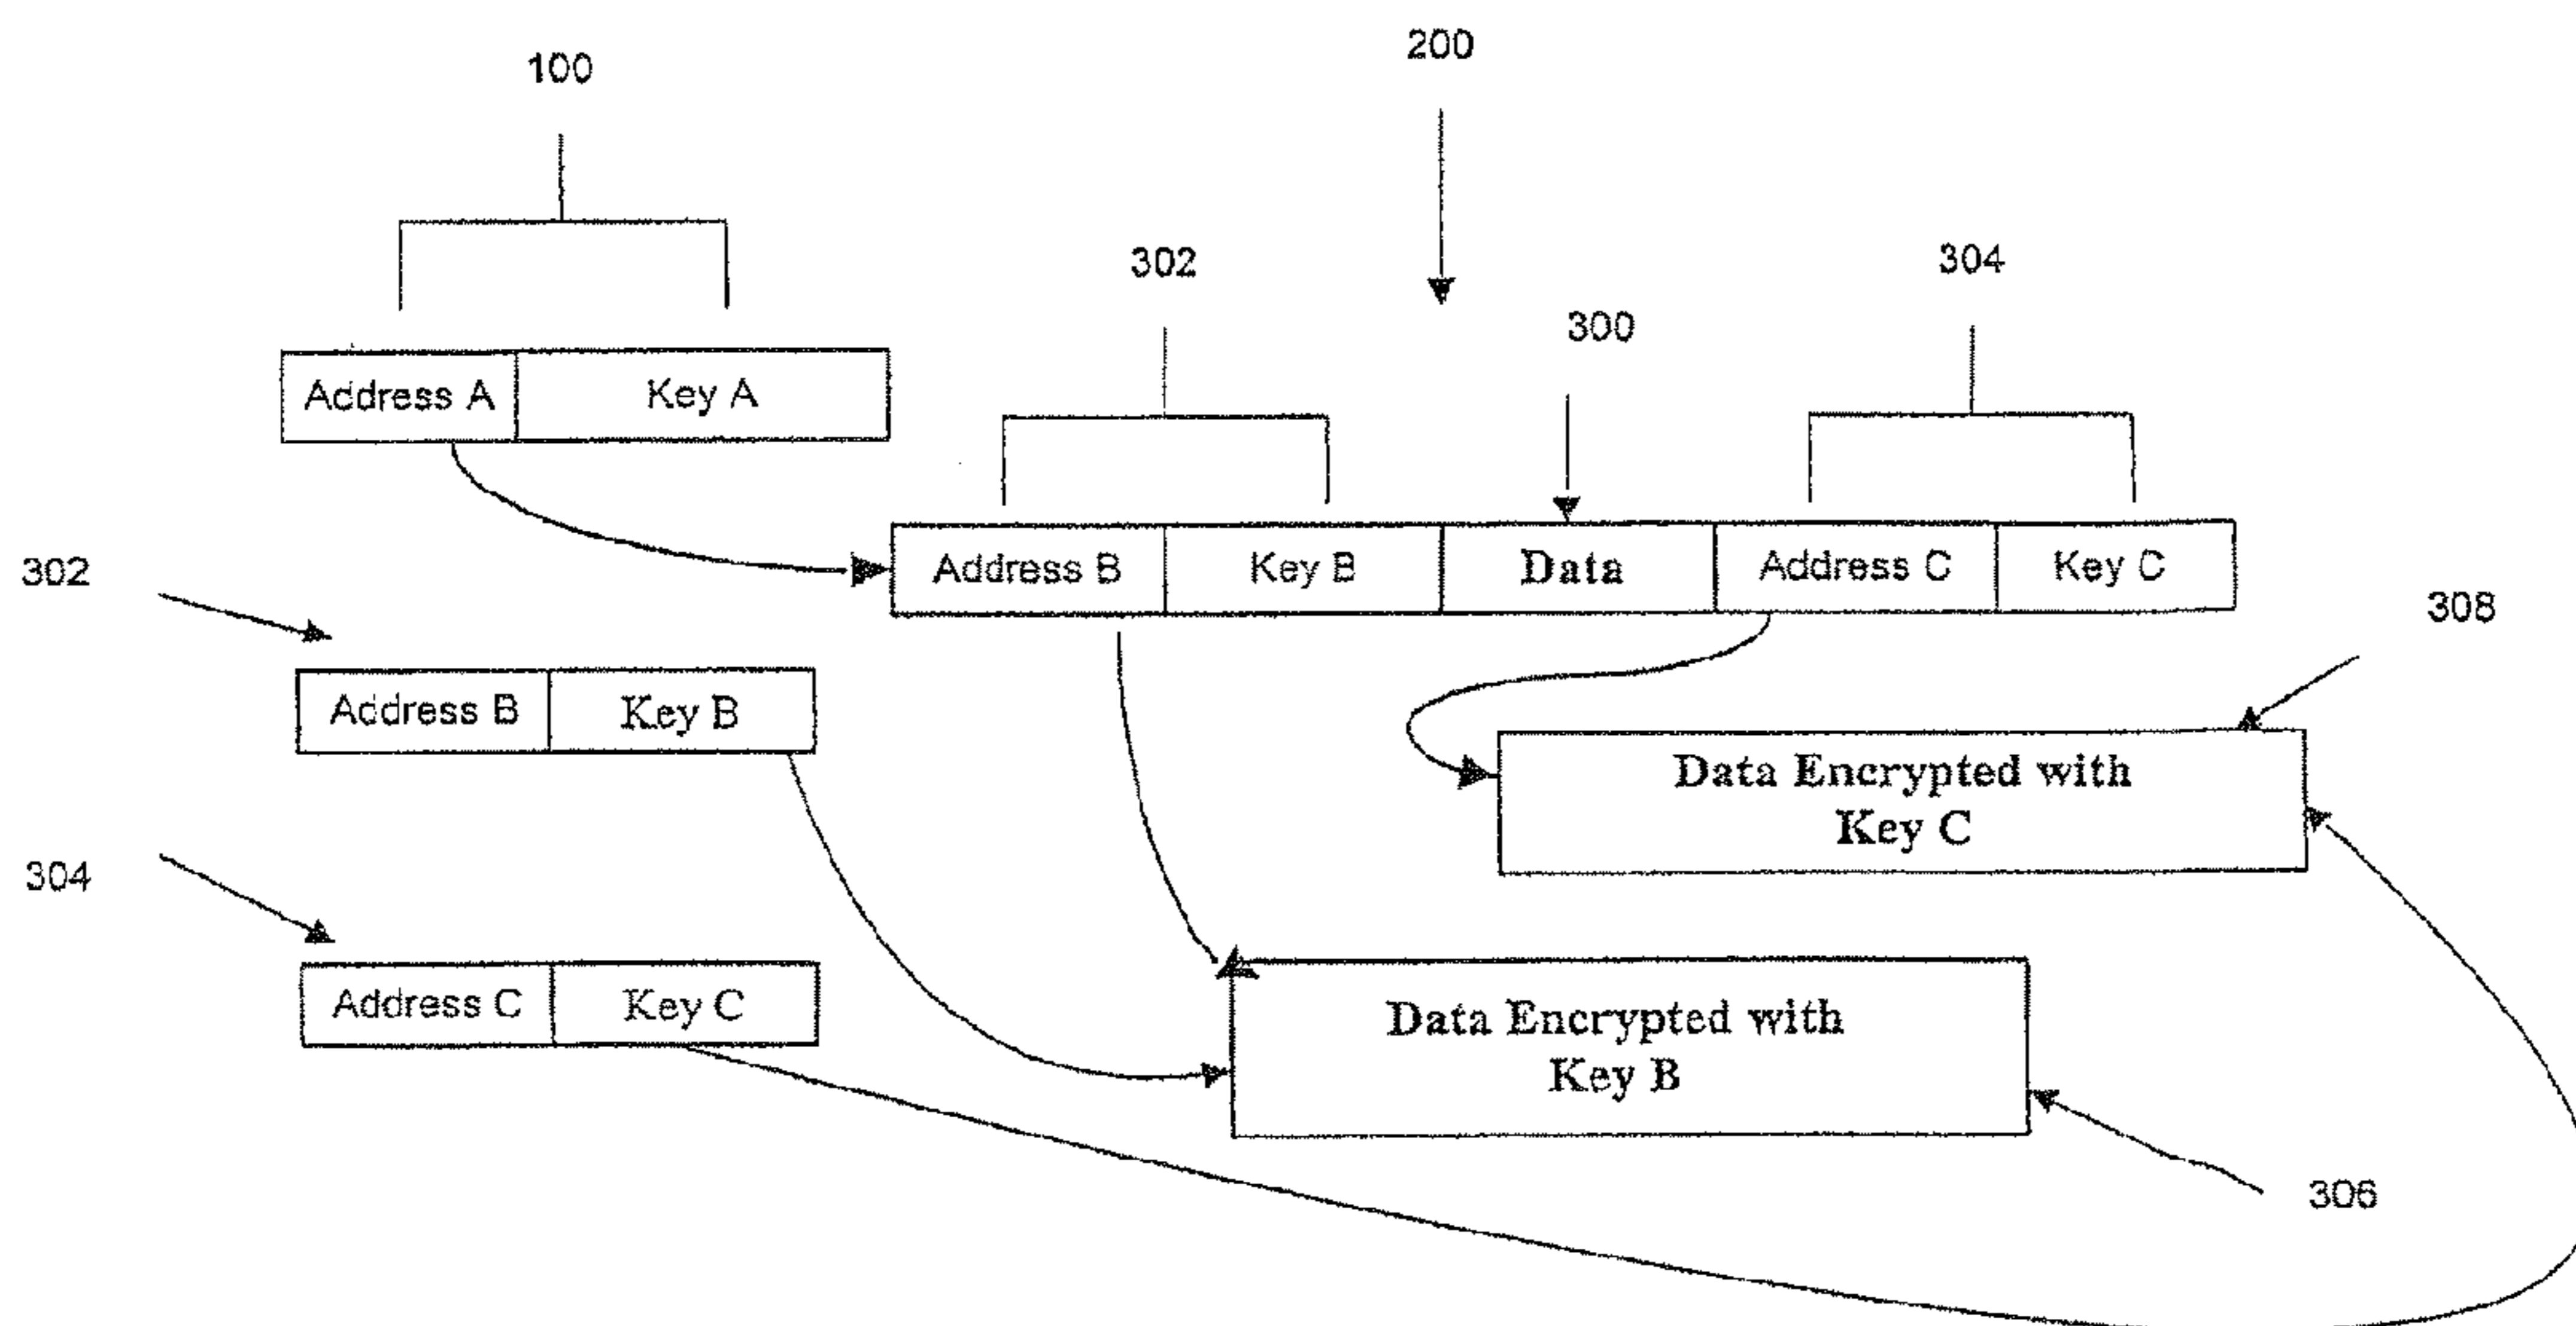 200
100
302
304
300
Address A Key A
Address B Key B Data Address C Key C
302
308
Address B Key B
Data Encrypted with
Key C
304
Address C Key C
Data Encrypted with
Key B
306